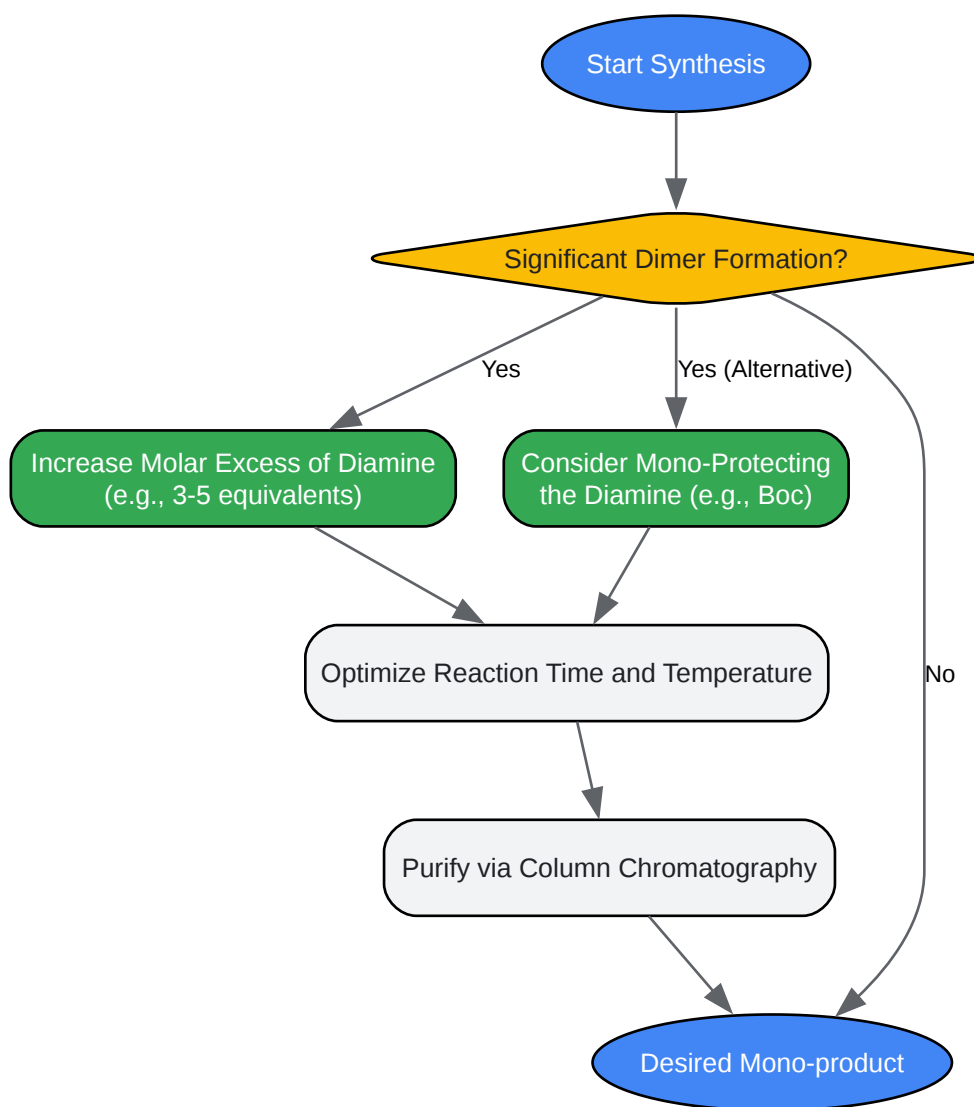 Start Synthesis
Significant Dimer Formation?
Yes
Yes (Alternative)
Increase Molar Excess of Diamine
(e.g., 3-5 equivalents)
Consider Mono-Protecting
the Diamine (e.g., Boc)
Optimize Reaction Time and Temperature
No
Purify via Column Chromatography
Desired Mono-product